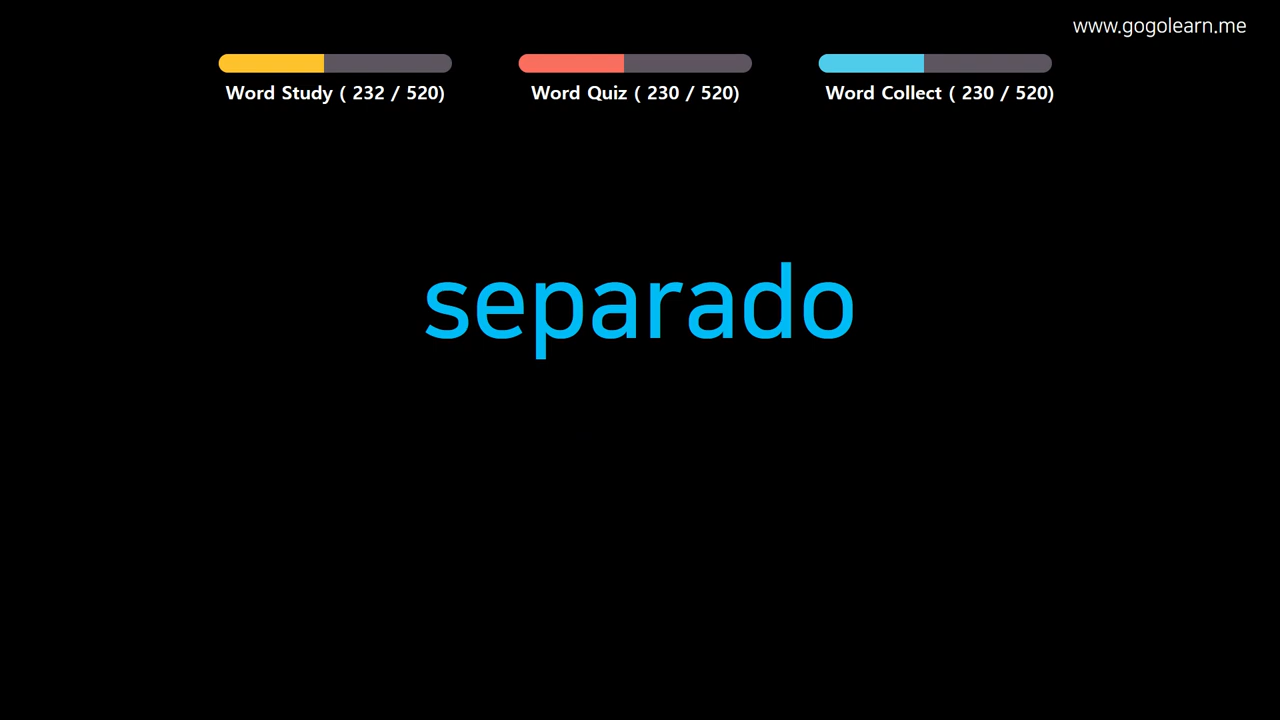 www.gogolearn.me
Word Study ( 232 / 520)
Word Quiz ( 230 / 520)
Word Collect ( 230 / 520)
separado